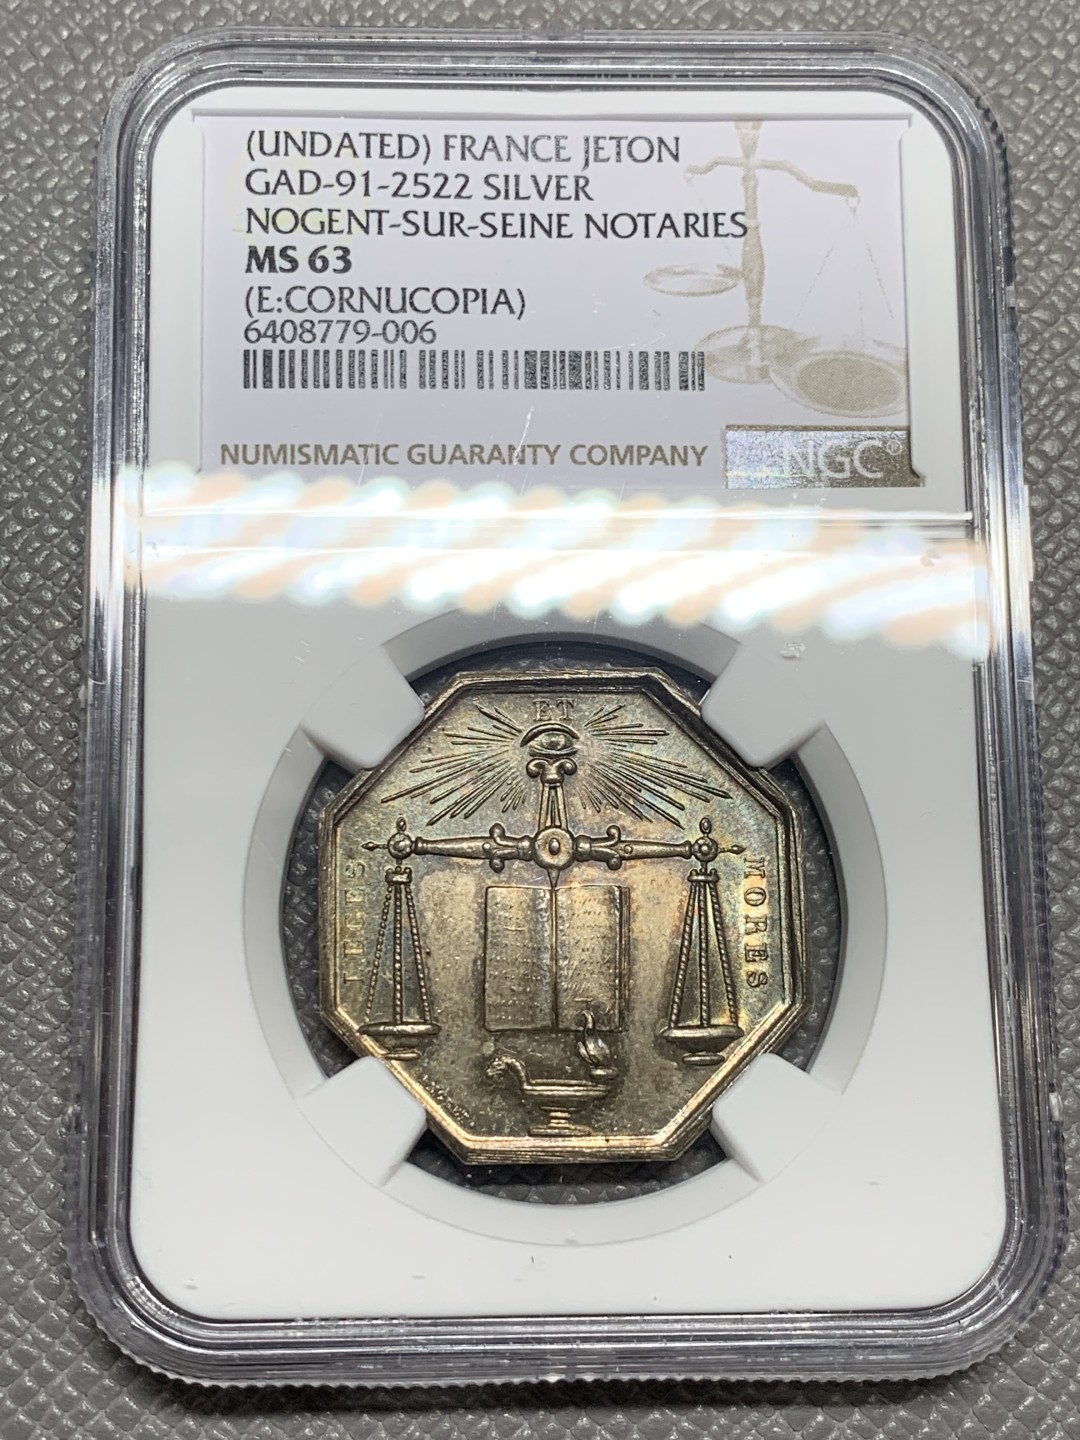 (UNDATED) FRANCE JETON
GAD-91-2522 SILVER
NOGENT-SUR-SEINE NOTARIES
MS 63
(E:CORNUCOPIA)
6408779-006
NUMISMATIC GUARANTY COMPANY
NGC
ET
LEGES
MORES